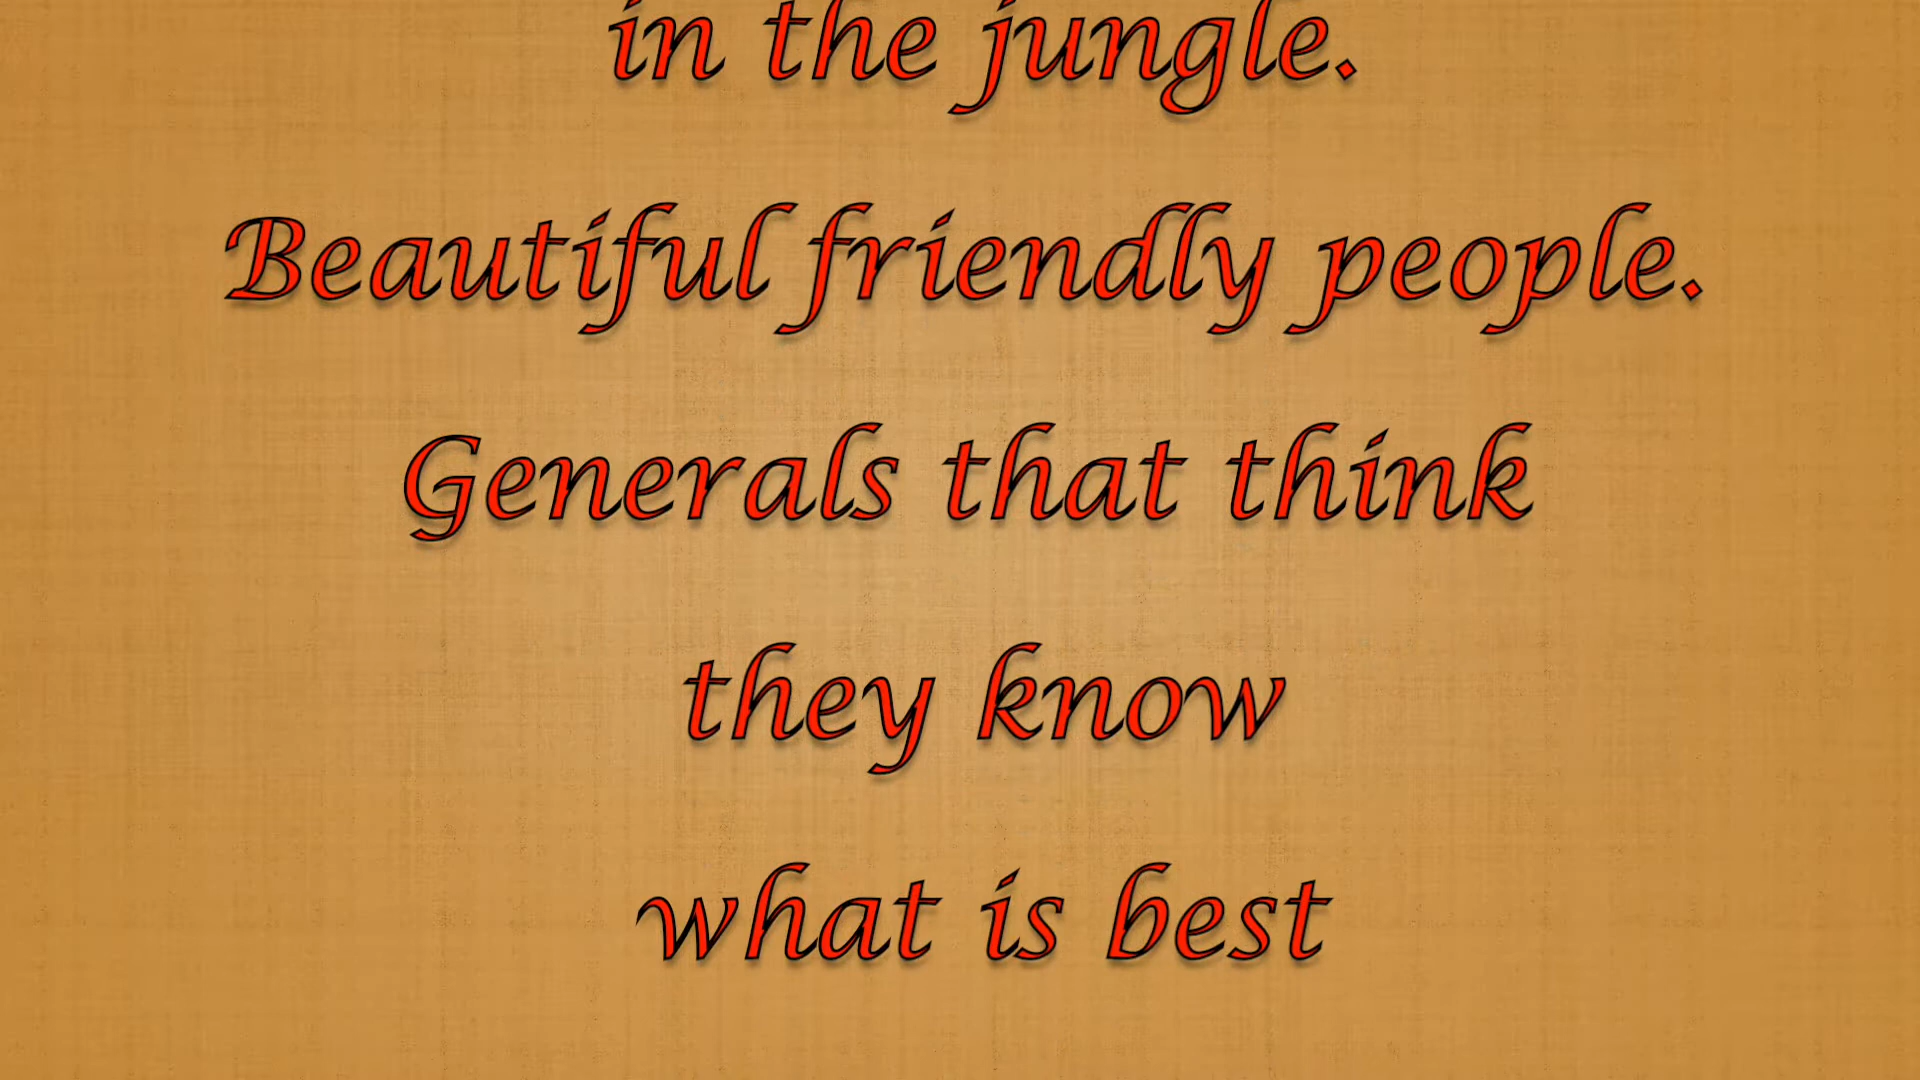 in the jungle.
Beautiful friendly people.
Generals that think
they know
what is best